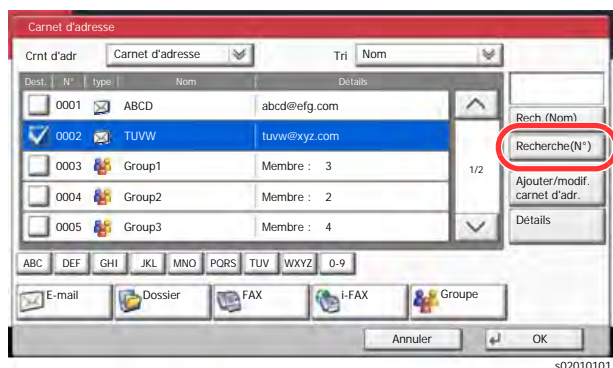 Carnet d'adresse
Crnt d'adr Carnet d'adresse Tri Nom
Dest. N° type Nom Détails
0001 ABCD abcd@efg.com
Rech.(Nom)
0002 TUVW tuvw@xyz.com
Recherche(N°)
0003 Group1 Membre : 3 1/2
Ajouter/modif.
carnet d'adr.
0004 Group2 Membre : 2
0005 Group3 Membre : 4 Détails
ABC DEF GHI JKL MNO PQRS TUV WXYZ 0-9
E-mail Dossier FAX i-FAX Groupe
Annuler OK
s02010101